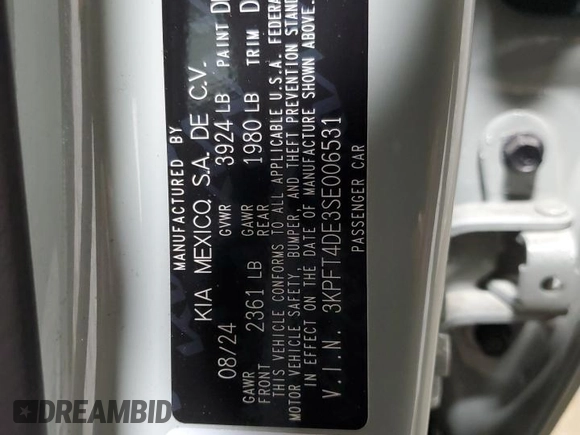 MANUFACTURED BY
KIA MEXICO, S.A. DE C.V.
08/24 GVWR 3924 LB PAINT
GAWR FRONT 2361 LB GAWR REAR 1980 LB TRIM
THIS VEHICLE CONFORMS TO ALL APPLICABLE U.S.A. FEDERAL
MOTOR VEHICLE SAFETY, BUMPER, AND THEFT PREVENTION
IN EFFECT ON THE DATE OF MANUFACTURE SHOWN ABOVE.
V.I.N. 3KPFT4DE3SE006531
PASSENGER CAR
DREAMBID